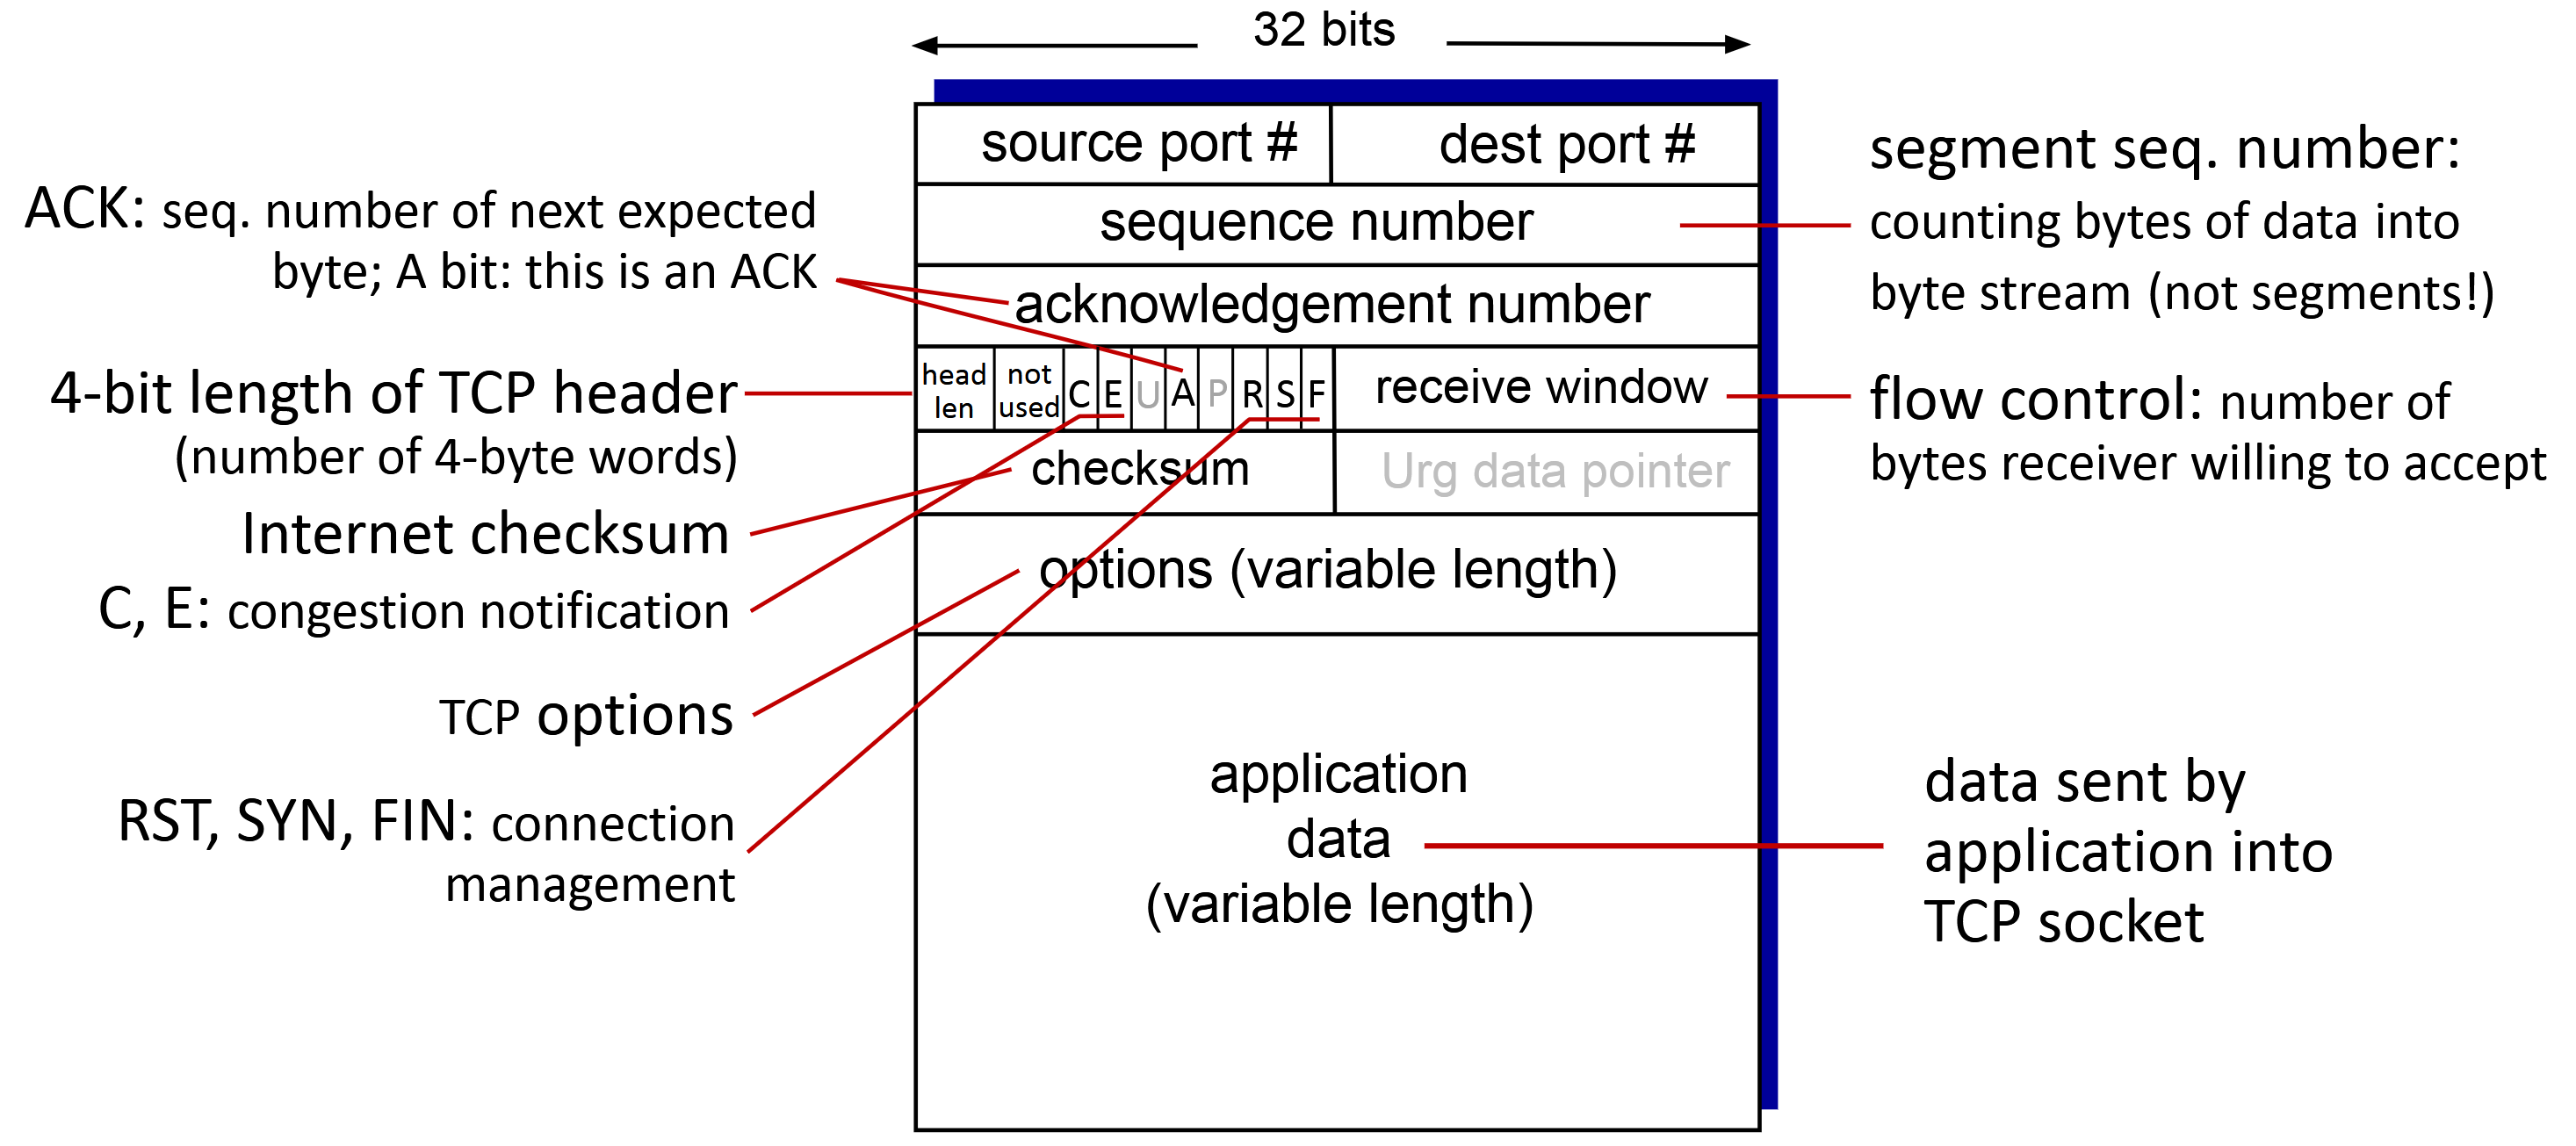 32 bits
source port #
dest port #
sequence number
acknowledgement number
head
len
not
used
C
E
U
A
P
R
S
F
receive window
checksum
Urg data pointer
options (variable length)
application
data
(variable length)
ACK: seq. number of next expected
byte; A bit: this is an ACK
4-bit length of TCP header
(number of 4-byte words)
Internet checksum
C, E: congestion notification
TCP options
RST, SYN, FIN: connection
management
segment seq. number:
counting bytes of data into
byte stream (not segments!)
flow control: number of
bytes receiver willing to accept
data sent by
application into
TCP socket